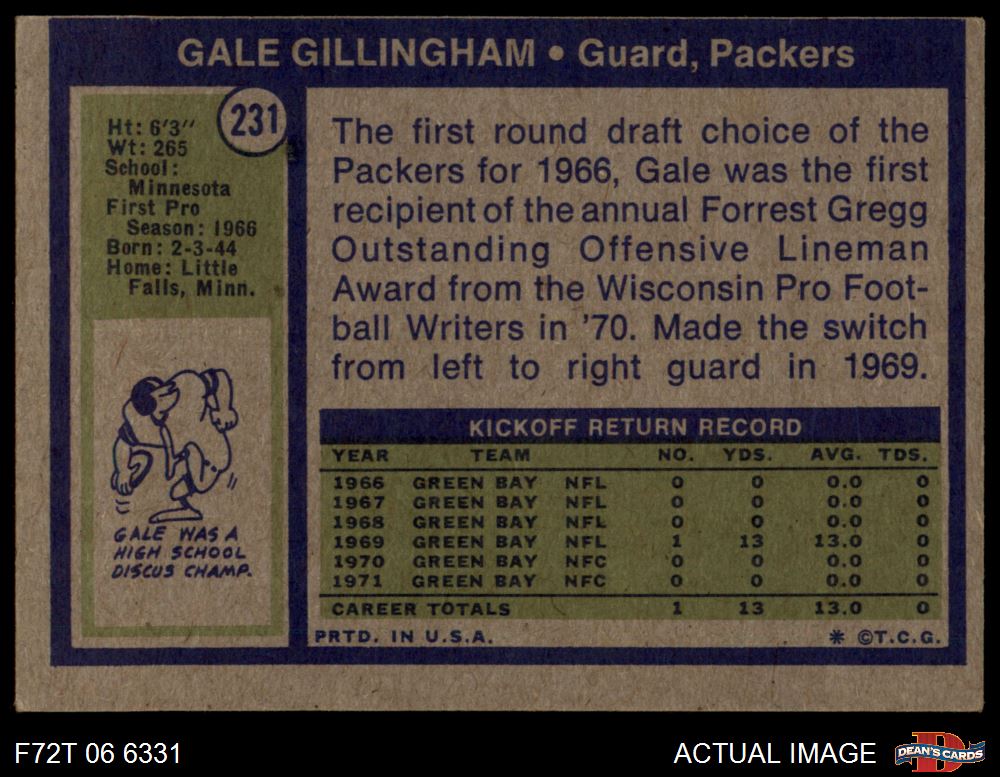 GALE GILLINGHAM • Guard, Packers
231
Ht: 6'3"
Wt: 265
School:
Minnesota
First Pro
Season: 1966
Born: 2-3-44
Home: Little
Falls, Minn.
GALE WAS A
HIGH SCHOOL
DISCUS CHAMP.
The first round draft choice of the
Packers for 1966, Gale was the first
recipient of the annual Forrest Gregg
Outstanding Offensive Lineman
Award from the Wisconsin Pro Foot-
ball Writers in '70. Made the switch
from left to right guard in 1969.
KICKOFF RETURN RECORD
YEAR TEAM NO. YDS. AVG. TDS.
1966 GREEN BAY NFL 0 0 0.0 0
1967 GREEN BAY NFL 0 0 0.0 0
1968 GREEN BAY NFL 0 0 0.0 0
1969 GREEN BAY NFL 1 13 13.0 0
1970 GREEN BAY NFC 0 0 0.0 0
1971 GREEN BAY NFC 0 0 0.0 0
CAREER TOTALS 1 13 13.0 0
PRTD. IN U.S.A. * ©T.C.G.
F72T 06 6331 ACTUAL IMAGE
D
DEAN'S CARDS